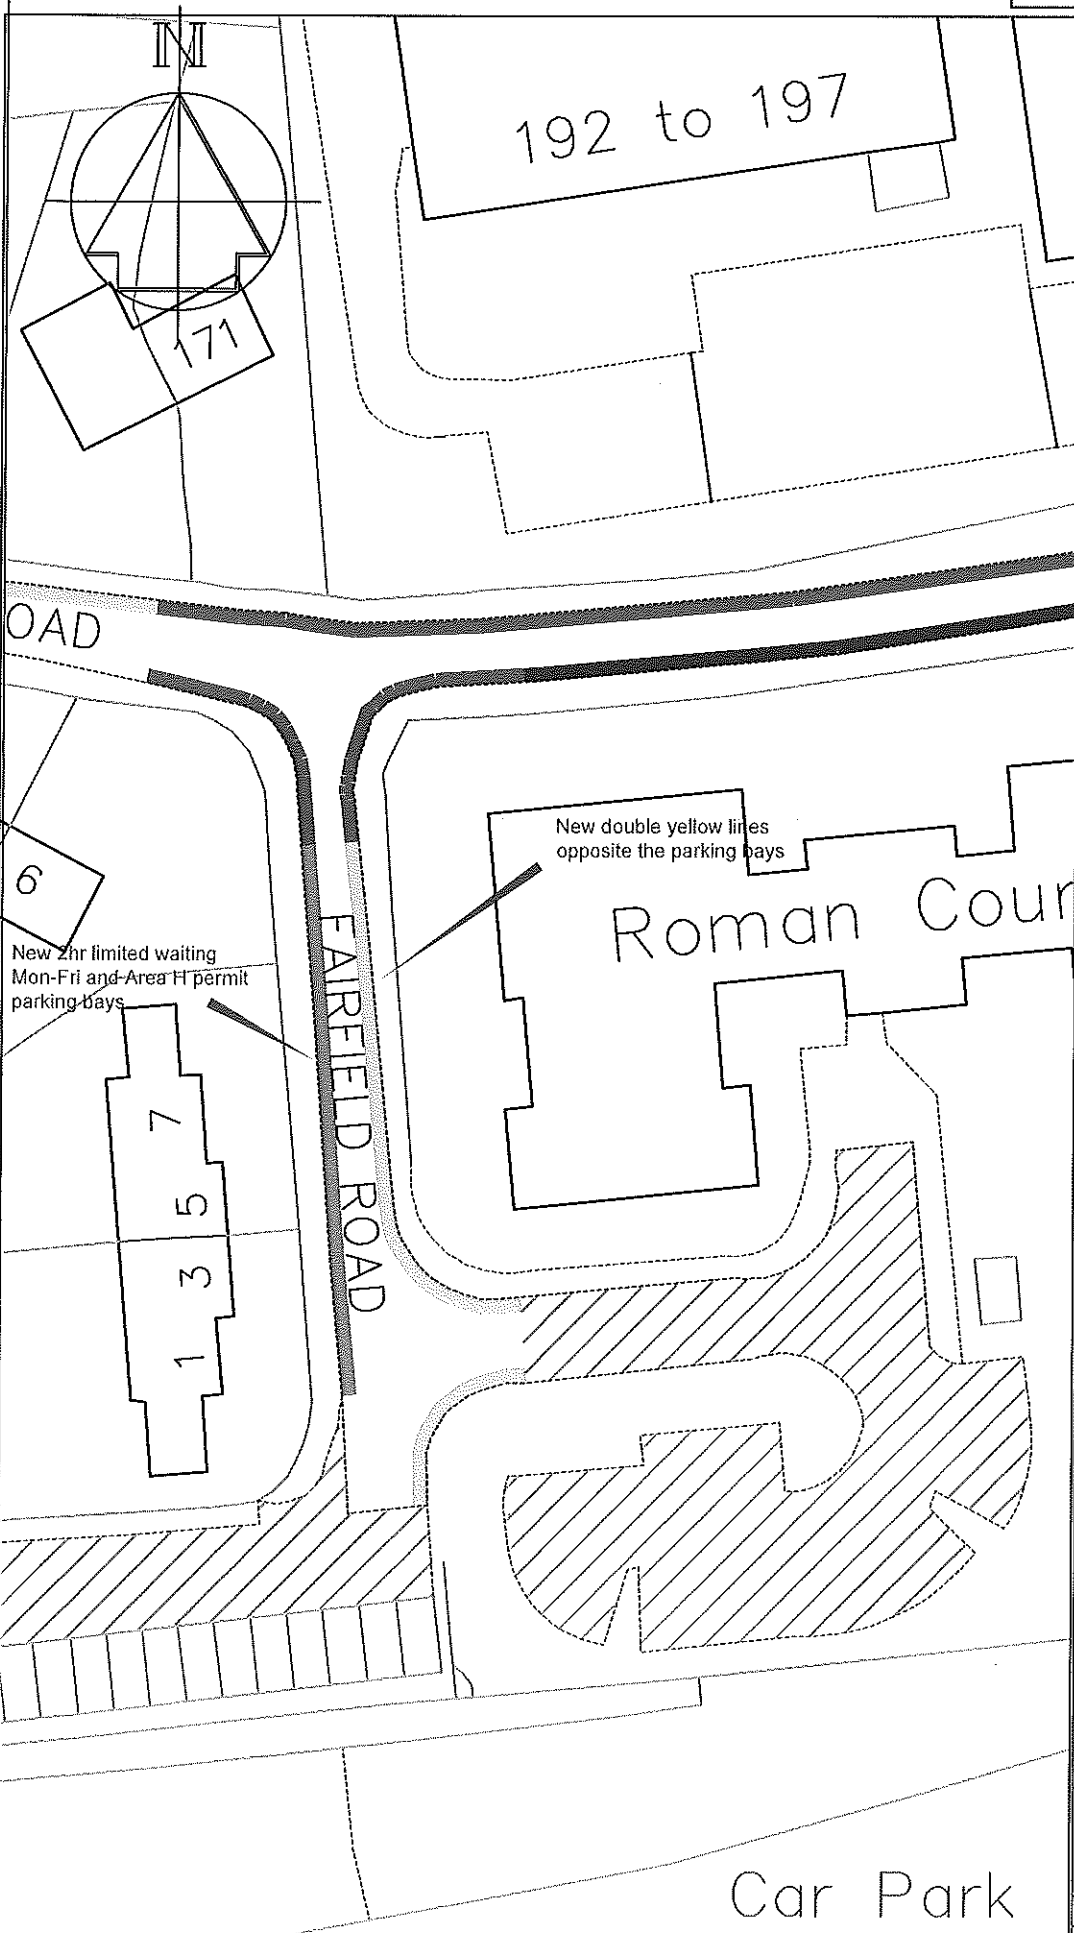 N
192 to 197
171
OAD
New double yellow lines
opposite the parking bays
6
Roman Cour
New 2hr limited waiting
Mon-Fri and Area H permit
parking bays
FAIRFIELD ROAD
7
5
3
1
Car Park